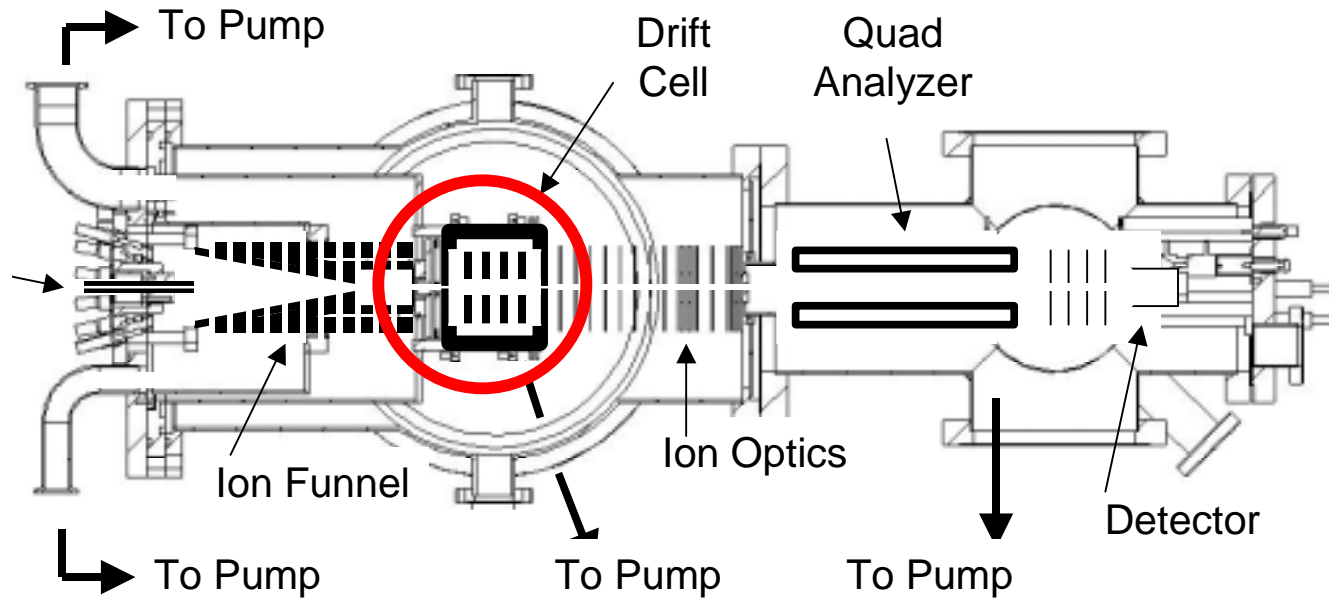 To Pump
Drift
Cell
Quad
Analyzer
Ion Funnel
Ion Optics
Detector
To Pump
To Pump
To Pump